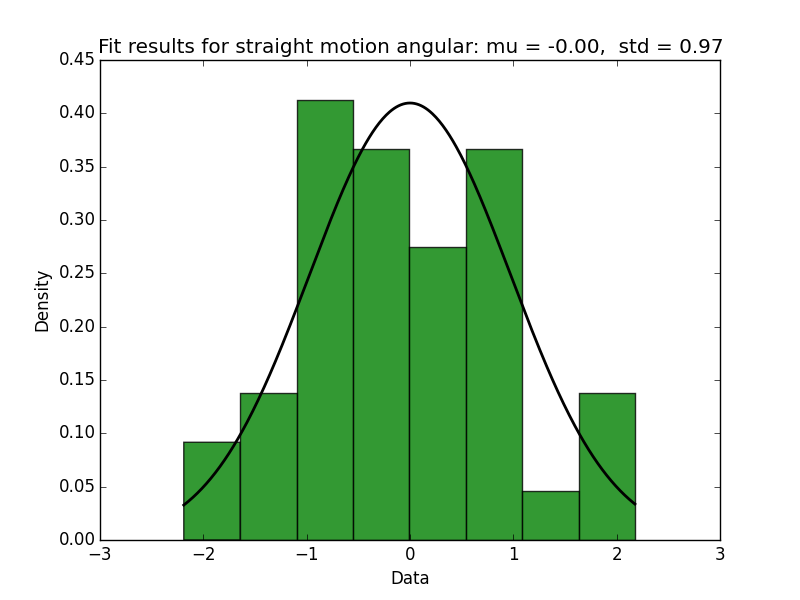 Fit results for straight motion angular: mu = -0.00,  std = 0.97
0.45
0.40
0.35
0.30
0.25
0.20
0.15
0.10
0.05
0.00
Density
−3 −2 −1 0 1 2 3
Data